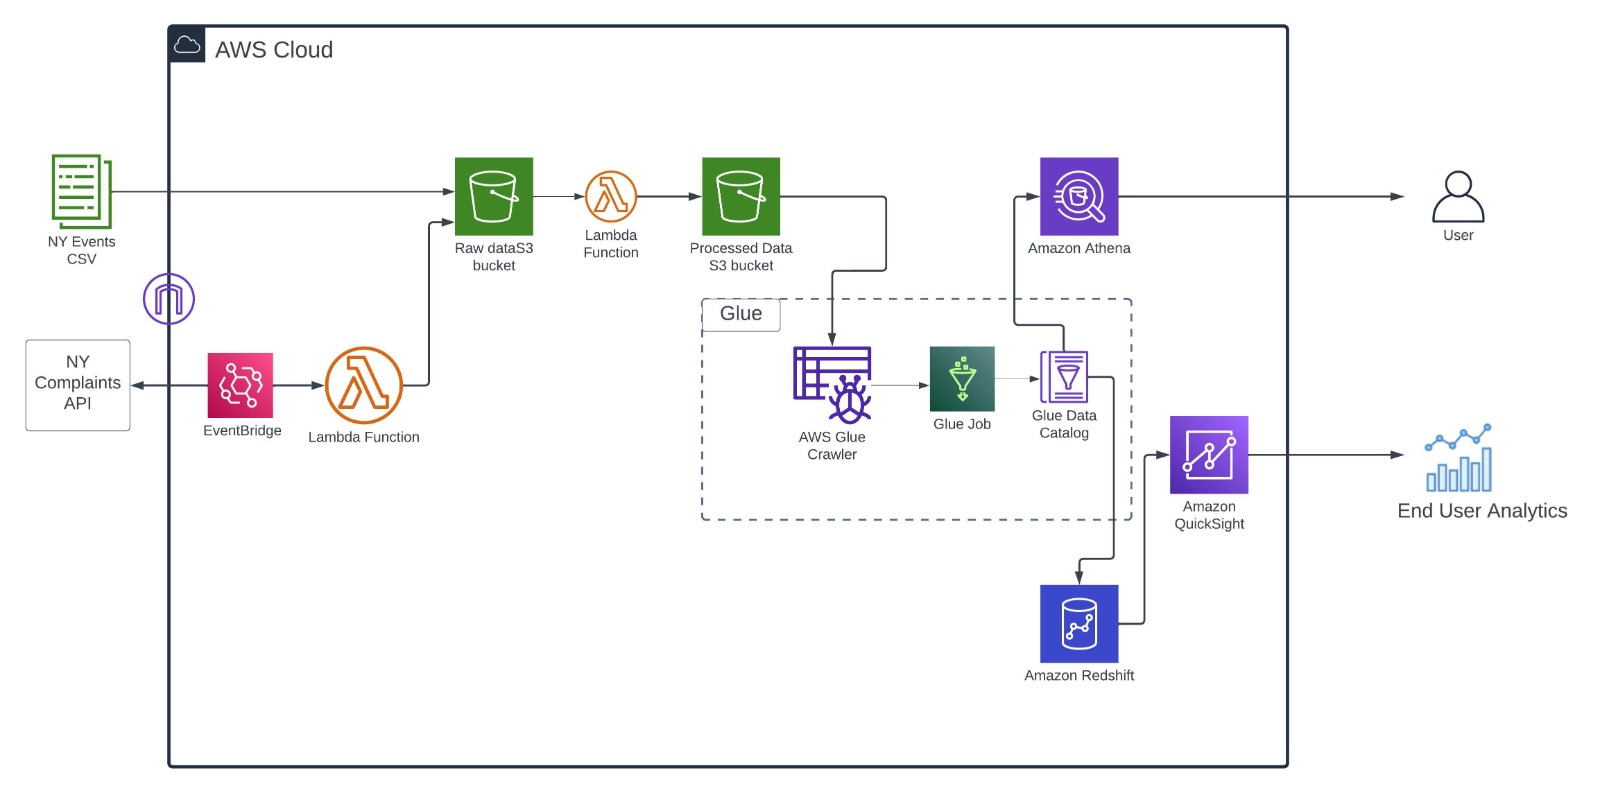 AWS Cloud
NY Events
CSV
Raw dataS3
bucket
Lambda
Function
Processed Data
S3 bucket
Amazon Athena
User
Glue
NY
Complaints
API
EventBridge
Lambda Function
AWS Glue
Crawler
Glue Job
Glue Data
Catalog
Amazon
QuickSight
End User Analytics
Amazon Redshift